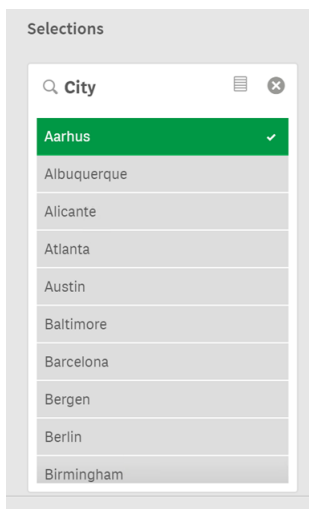 Selections
City
Aarhus
Albuquerque
Alicante
Atlanta
Austin
Baltimore
Barcelona
Bergen
Berlin
Birmingham